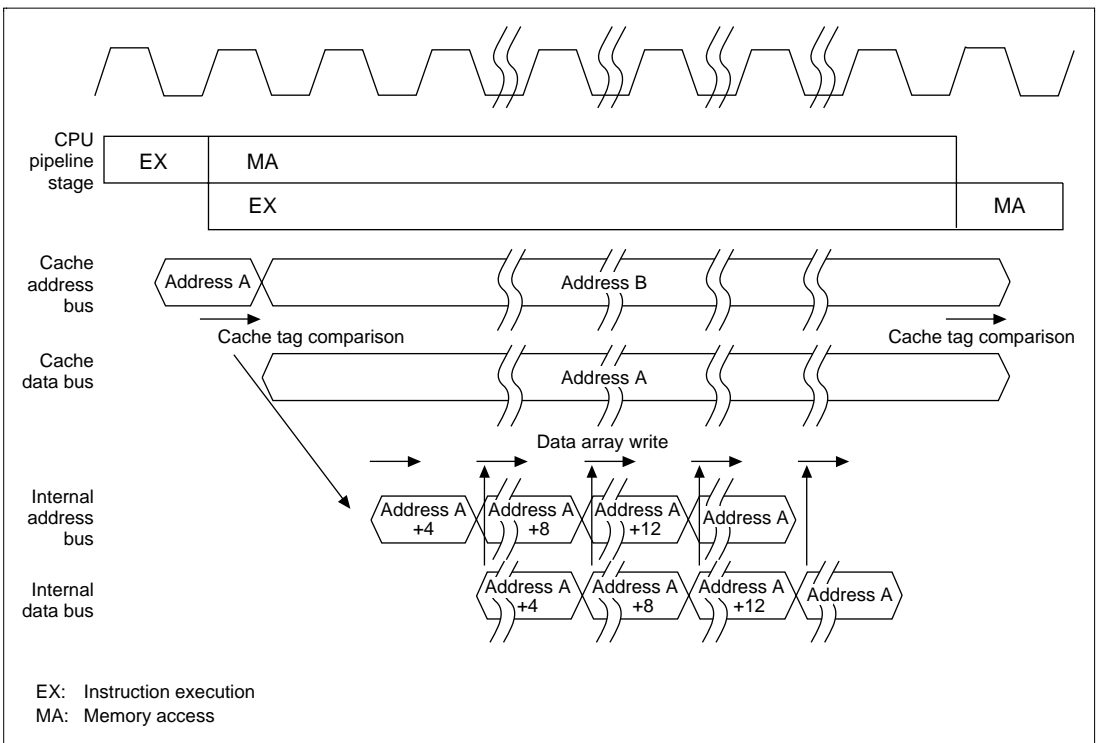 CPU
pipeline
stage
EX
MA
EX
MA
Cache
address
bus
Address A
Address B
Cache tag comparison
Cache tag comparison
Cache
data bus
Address A
Data array write
Internal
address
bus
Address A
+4
Address A
+8
Address A
+12
Address A
Internal
data bus
Address A
+4
Address A
+8
Address A
+12
Address A
EX: Instruction execution
MA: Memory access